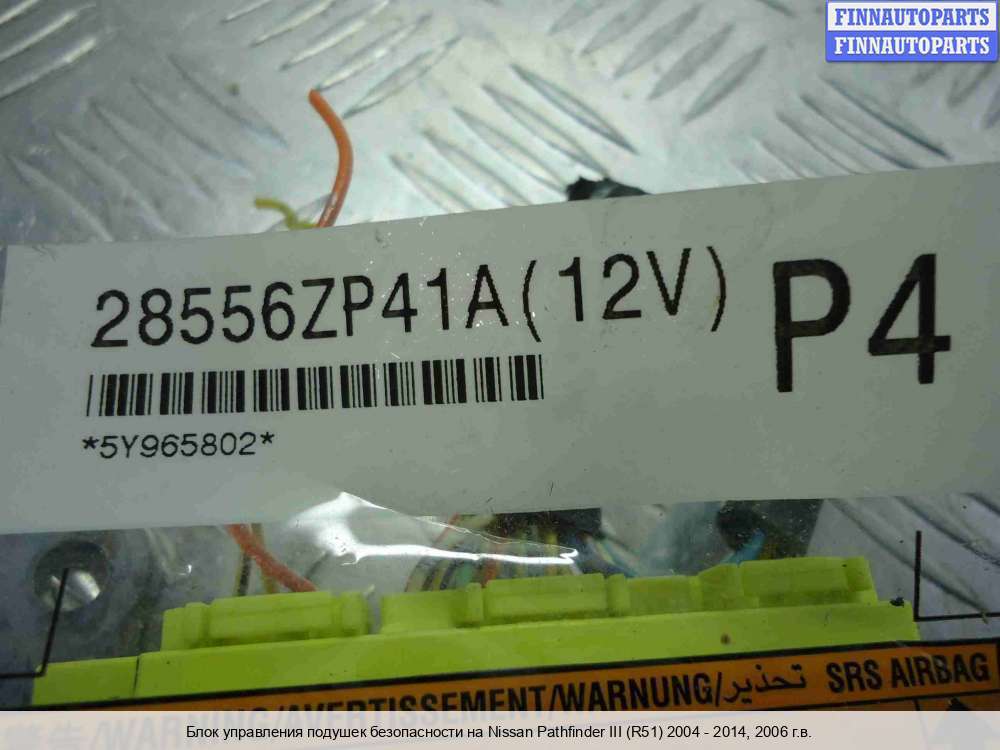 FINNAUTOPARTS
FINNAUTOPARTS
28556ZP41A(12V) P4
*5Y965802*
/WARNING/AVERTISSEMENT/WARNUNG/تحذير SRS AIRBAG
Блок управления подушек безопасности на Nissan Pathfinder III (R51) 2004 - 2014, 2006 г.в.